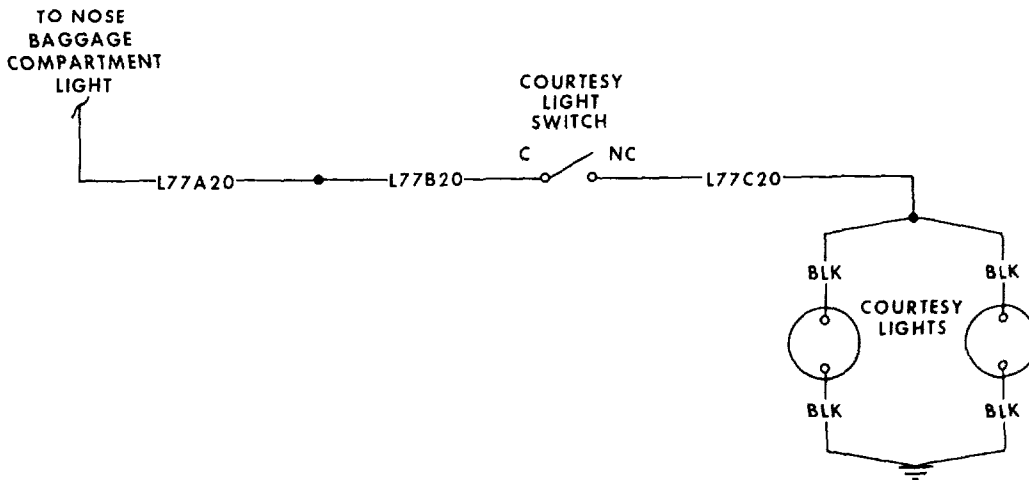 TO NOSE
BAGGAGE
COMPARTMENT
LIGHT
COURTESY
LIGHT
SWITCH
C
NC
L77A20
L77B20
L77C20
BLK
BLK
COURTESY
LIGHTS
BLK
BLK